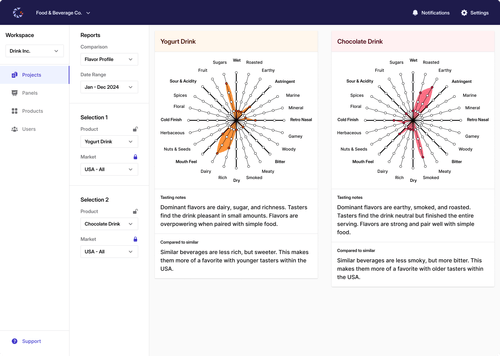 Food & Beverage Co.
Notifications
Settings
Workspace
Drink Inc.
Projects
Panels
Products
Users
Support
Reports
Comparison
Flavor Profile
Date Range
Jan - Dec 2024
Selection 1
Product
Yogurt Drink
Market
USA - All
Selection 2
Product
Chocolate Drink
Market
USA - All
Yogurt Drink
Wet
Sugars
Roasted
Fruit
Earthy
Sour & Acidity
Astringent
Spices
Marine
Floral
Mineral
Cold Finish
Retro Nasal
Herbaceous
Gamey
Nuts & Seeds
Woody
Mouth Feel
Bitter
Dairy
Meaty
Rich
Smoked
Dry
Tasting notes
Dominant flavors are dairy, sugar, and richness. Tasters
find the drink pleasant in small amounts. Flavors are
overpowering when paired with simple food.
Compared to similar
Similar beverages are less rich, but sweeter. This makes
them more of a favorite with younger tasters within the
USA.
Chocolate Drink
Wet
Sugars
Roasted
Fruit
Earthy
Sour & Acidity
Astringent
Spices
Marine
Floral
Mineral
Cold Finish
Retro Nasal
Herbaceous
Gamey
Nuts & Seeds
Woody
Mouth Feel
Bitter
Dairy
Meaty
Rich
Smoked
Dry
Tasting notes
Dominant flavors are earthy, smoked, and roasted.
Tasters find the drink neutral but finished the entire
serving. Flavors are strong and pair well with simple
food.
Compared to similar
Similar beverages are less smoky, but more bitter. This
makes them more of a favorite with older tasters within
the USA.